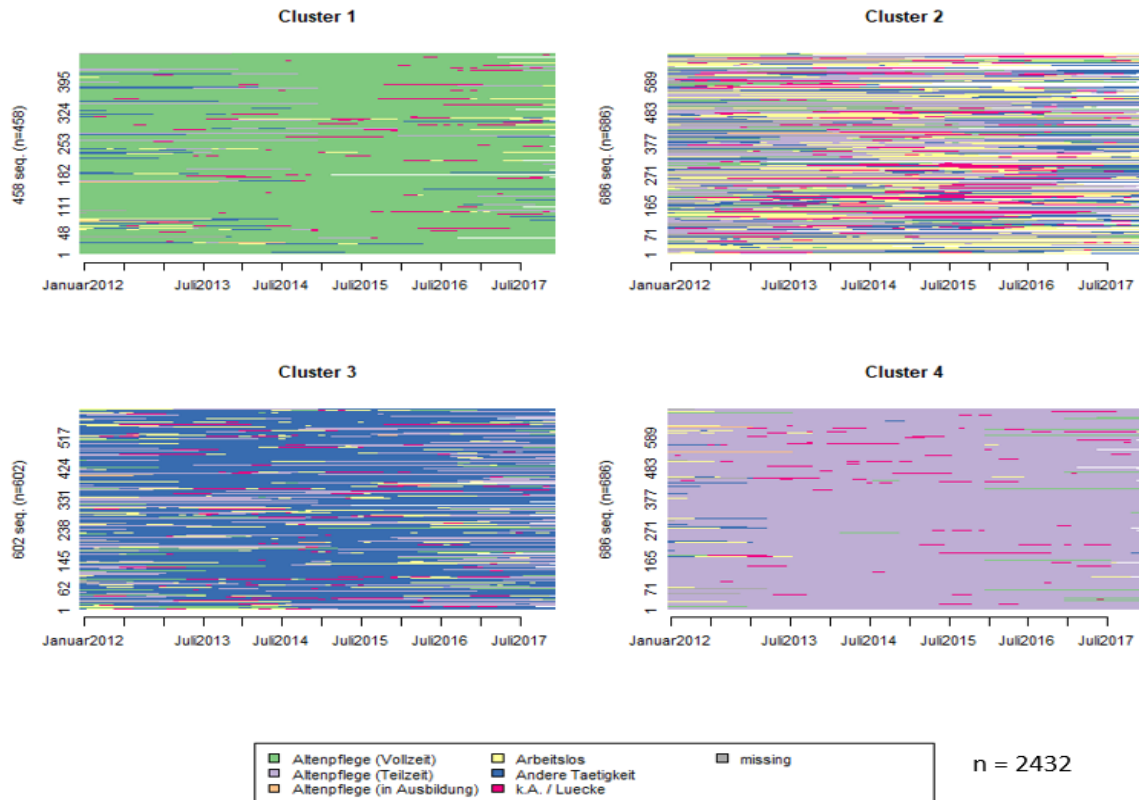 Cluster 1
458 seq. (n=458)
395
324
253
182
111
48
1
Januar2012 Juli2013 Juli2014 Juli2015 Juli2016 Juli2017
Cluster 2
686 seq. (n=686)
589
483
377
271
165
71
1
Januar2012 Juli2013 Juli2014 Juli2015 Juli2016 Juli2017
Cluster 3
602 seq. (n=602)
517
424
331
238
145
62
1
Januar2012 Juli2013 Juli2014 Juli2015 Juli2016 Juli2017
Cluster 4
686 seq. (n=686)
589
483
377
271
165
71
1
Januar2012 Juli2013 Juli2014 Juli2015 Juli2016 Juli2017
Altenpflege (Vollzeit)
Altenpflege (Teilzeit)
Altenpflege (in Ausbildung)
Arbeitslos
Andere Taetigkeit
k.A. / Luecke
missing
n = 2432